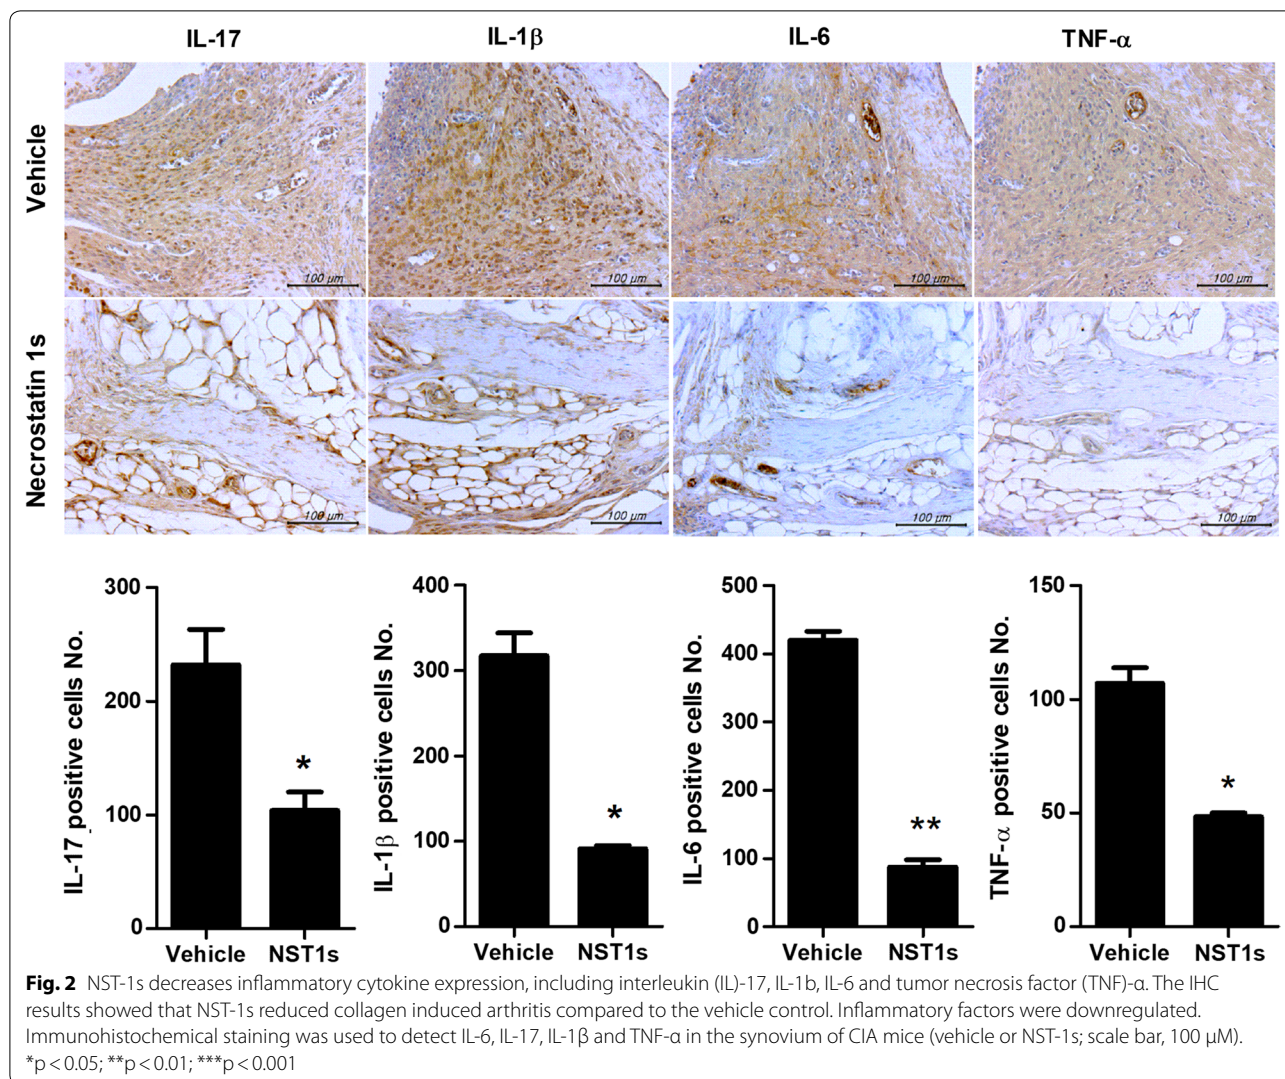 IL-17 IL-1β IL-6 TNF-α
Vehicle
100 µm 100 µm 100 µm 100 µm
Necrostatin 1s
100 µm 100 µm 100 µm 100 µm
IL-17 positive cells No.
300
200
100
0
*
Vehicle NST1s
IL-1β positive cells No.
400
300
200
100
0
*
Vehicle NST1s
IL-6 positive cells No.
500
400
300
200
100
0
**
Vehicle NST1s
TNF-α positive cells No.
150
100
50
0
*
Vehicle NST1s
Fig. 2 NST-1s decreases inflammatory cytokine expression, including interleukin (IL)-17, IL-1b, IL-6 and tumor necrosis factor (TNF)-α. The IHC
results showed that NST-1s reduced collagen induced arthritis compared to the vehicle control. Inflammatory factors were downregulated.
Immunohistochemical staining was used to detect IL-6, IL-17, IL-1β and TNF-α in the synovium of CIA mice (vehicle or NST-1s; scale bar, 100 µM).
*p < 0.05; **p < 0.01; ***p < 0.001